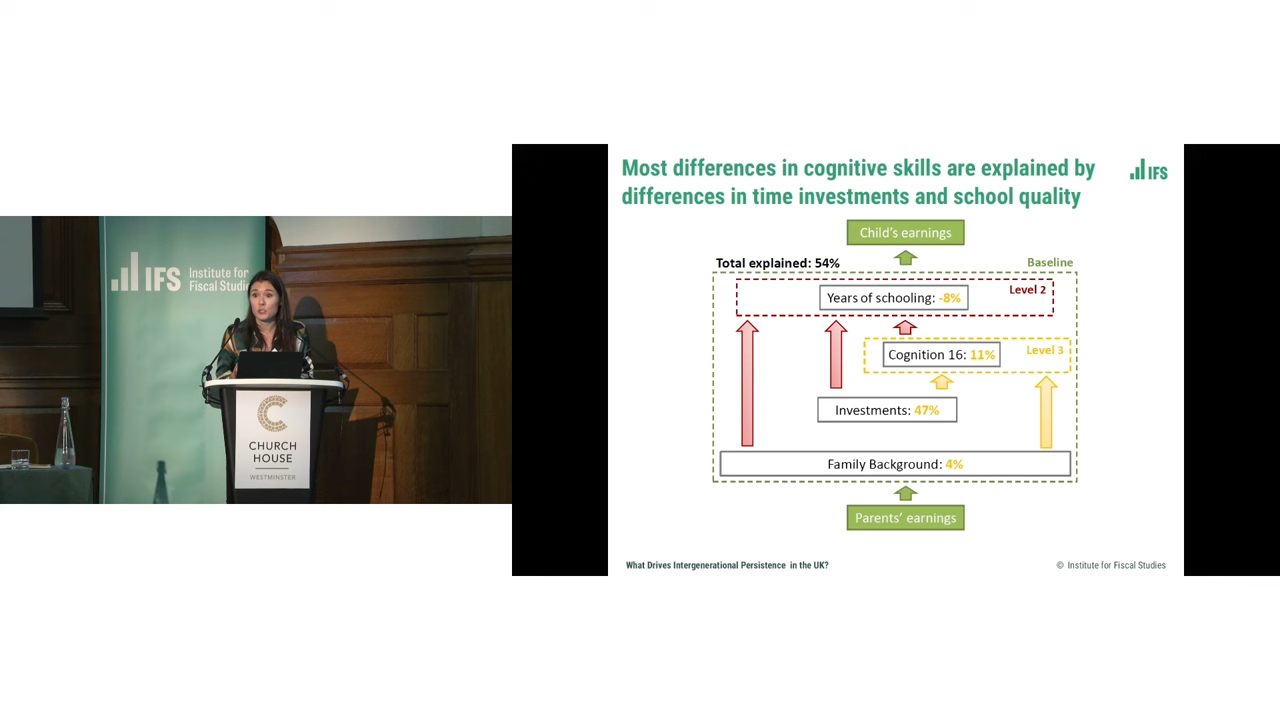 IFS
Institute for
Fiscal Studie
C
CHURCH
HOUSE
WESTMINSTER
Most differences in cognitive skills are explained by
differences in time investments and school quality
IFS
Child's earnings
Total explained: 54%
Baseline
Level 2
Years of schooling: -8%
Level 3
Cognition 16: 11%
Investments: 47%
Family Background: 4%
Parents' earnings
What Drives Intergenerational Persistence in the UK?
© Institute for Fiscal Studies